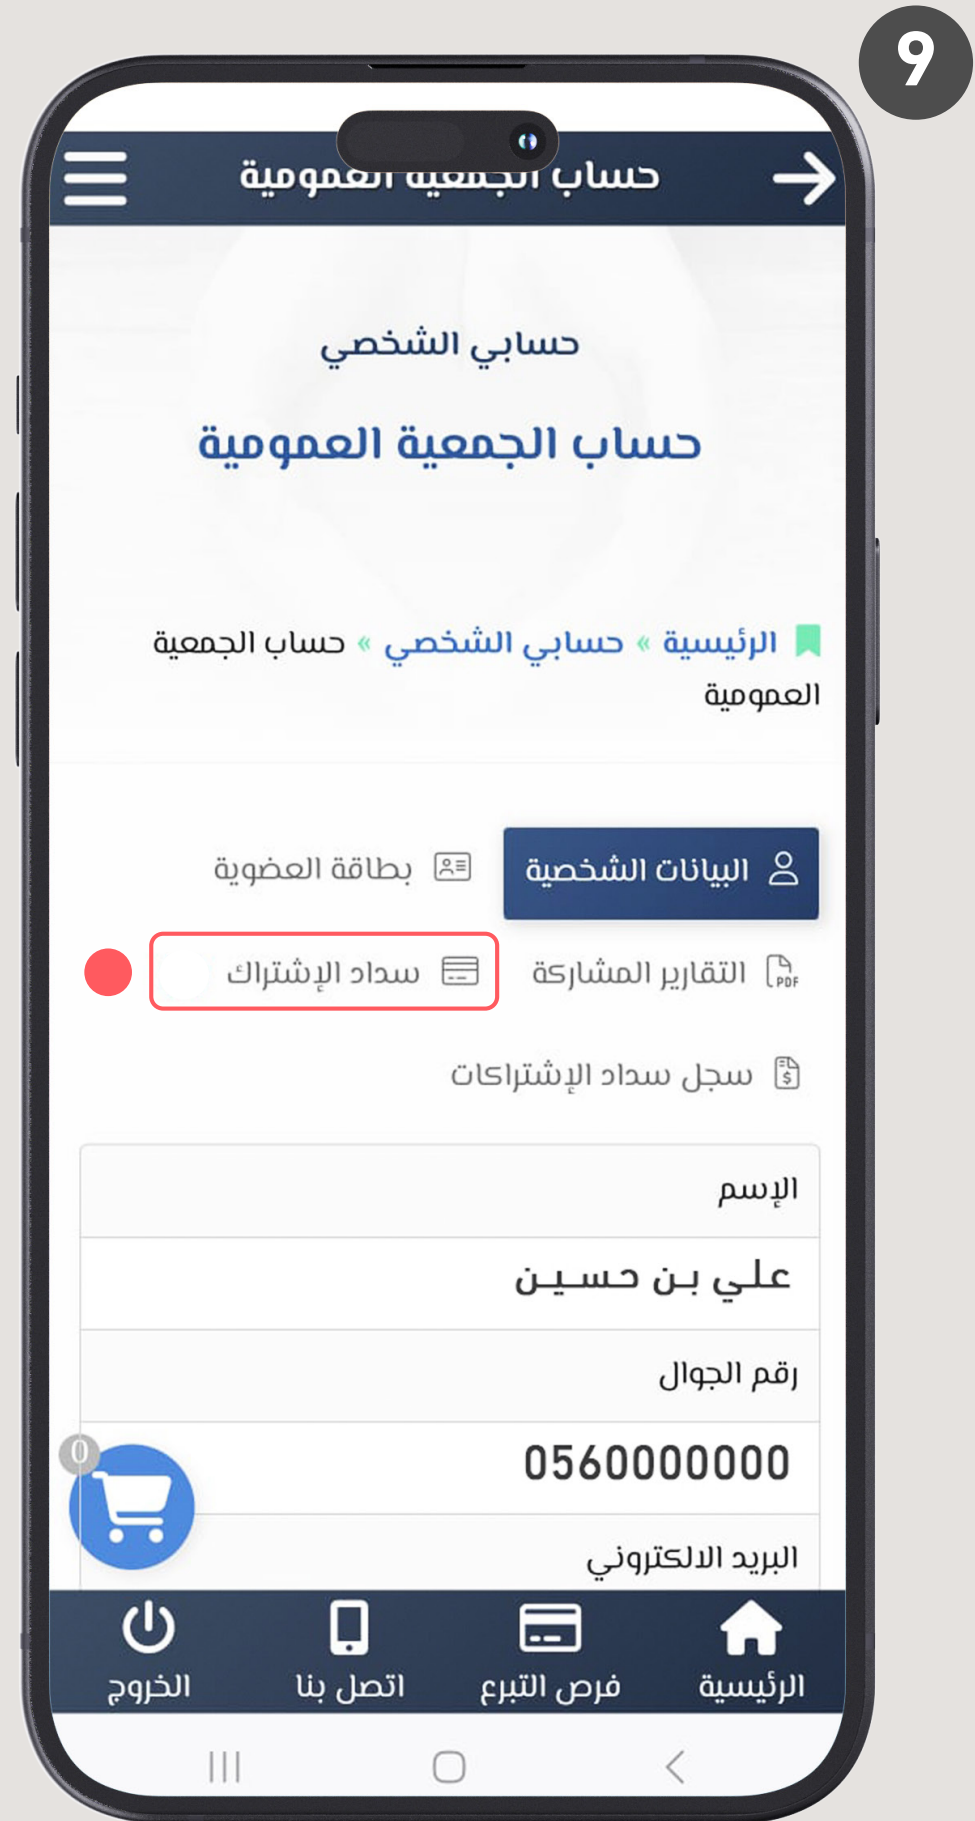 9
حساب الجمعية العمومية
حسابي الشخصي
حساب الجمعية العمومية
الرئيسية » حسابي الشخصي » حساب الجمعية
العمومية
البيانات الشخصية
بطاقة العضوية
PDF التقارير المشاركة
سداد الإشتراك
$ سجل سداد الإشتراكات
الإسم
علي بن حسين
رقم الجوال
0560000000
0
البريد الالكتروني
الرئيسية
فرص التبرع
اتصل بنا
الخروج